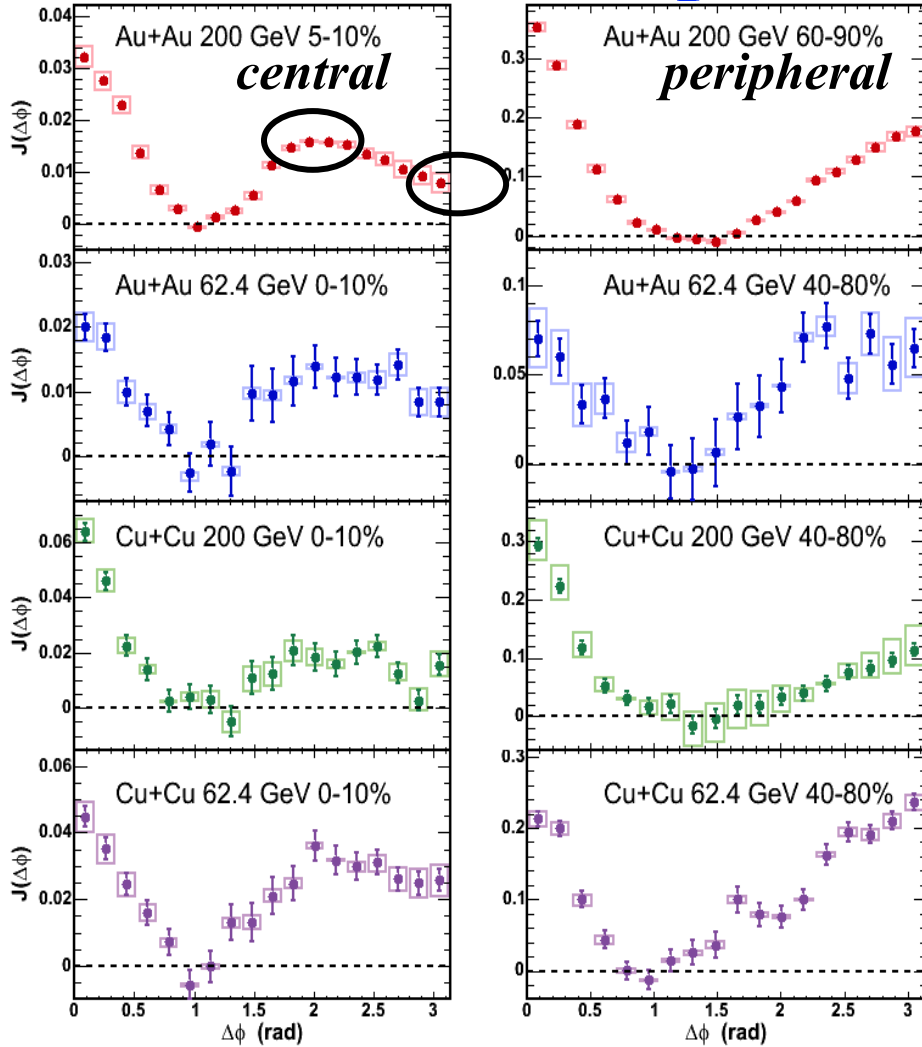 Au+Au 200 GeV 5-10%
central
0.04
0.03
0.02
0.01
0
J(Δϕ)
Au+Au 200 GeV 60-90%
peripheral
0.3
0.2
0.1
0
Au+Au 62.4 GeV 0-10%
0.03
0.02
0.01
0
J(Δϕ)
Au+Au 62.4 GeV 40-80%
0.1
0.05
0
Cu+Cu 200 GeV 0-10%
0.06
0.04
0.02
0
J(Δϕ)
Cu+Cu 200 GeV 40-80%
0.3
0.2
0.1
0
Cu+Cu 62.4 GeV 0-10%
0.06
0.04
0.02
0
J(Δϕ)
0 0.5 1 1.5 2 2.5 3
Δϕ (rad)
Cu+Cu 62.4 GeV 40-80%
0.3
0.2
0.1
0
0 0.5 1 1.5 2 2.5 3
Δϕ (rad)